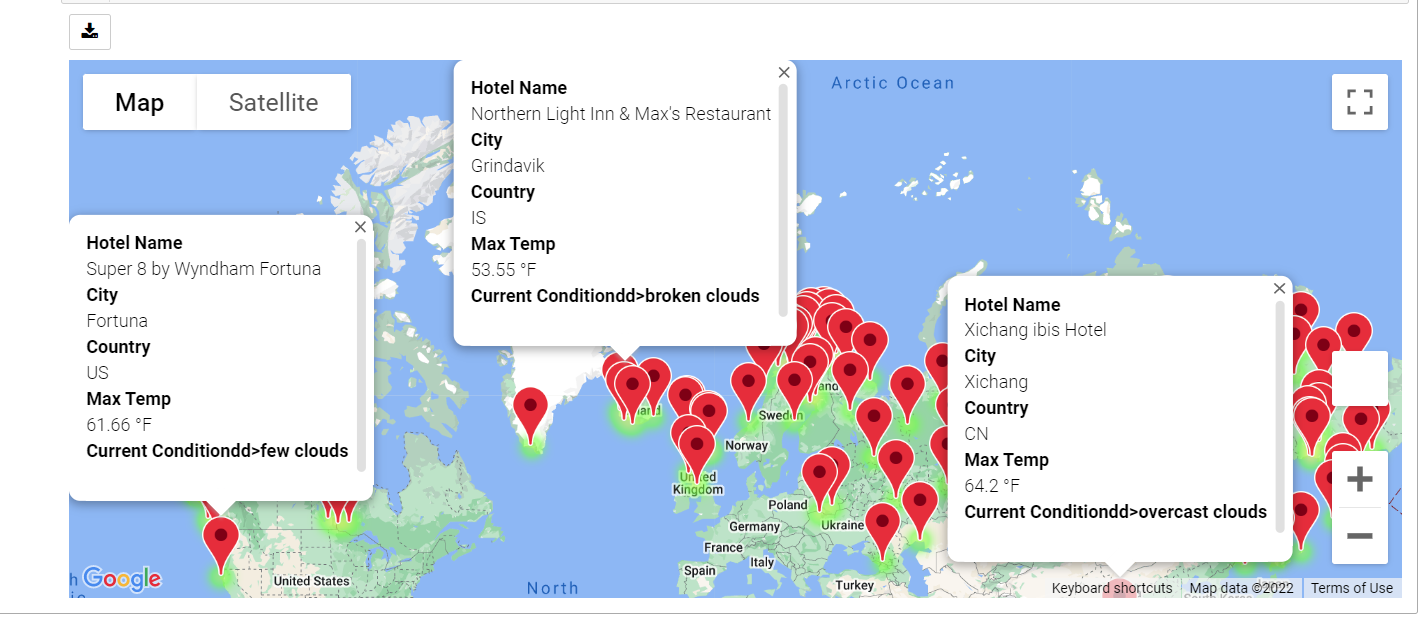 Map
Satellite
Arctic Ocean
Hotel Name
Northern Light Inn & Max's Restaurant
City
Grindavik
Country
IS
Max Temp
53.55 °F
Current Conditiondd>broken clouds
Hotel Name
Super 8 by Wyndham Fortuna
City
Fortuna
Country
US
Max Temp
61.66 °F
Current Conditiondd>few clouds
Hotel Name
Xichang ibis Hotel
City
Xichang
Country
CN
Max Temp
64.2 °F
Current Conditiondd>overcast clouds
Sweden
Norway
United
Kingdom
Poland
Germany
Ukraine
France
Italy
Spain
Turkey
United States
North
Google
Keyboard shortcuts
Map data ©2022
Terms of Use